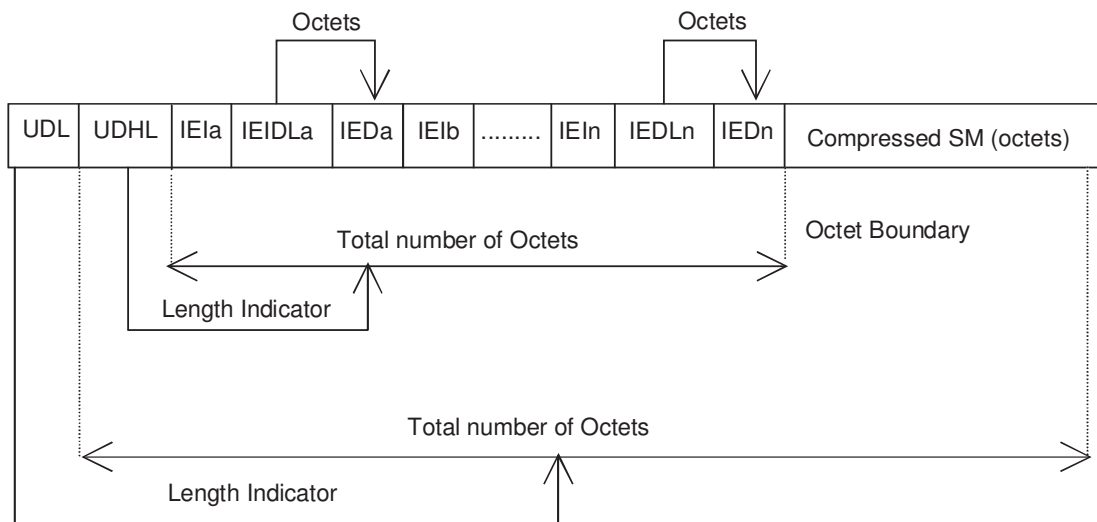 Octets Octets
UDL UDHL IEIa IEIDLa IEDa IEIb ......... IEIn IEDLn IEDn Compressed SM (octets)
Total number of Octets
Octet Boundary
Length Indicator
Total number of Octets
Length Indicator